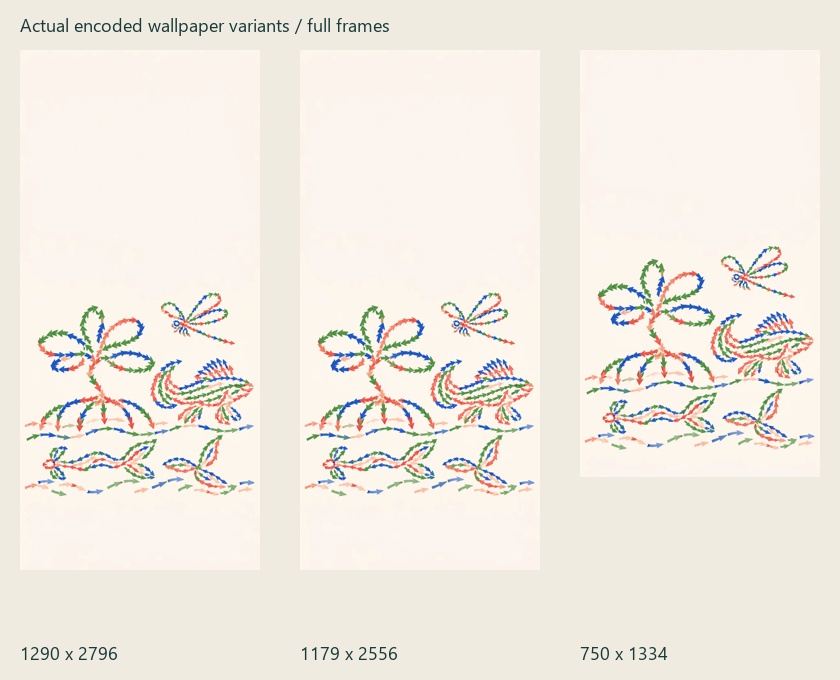 Actual encoded wallpaper variants / full frames
1290 x 2796
1179 x 2556
750 x 1334